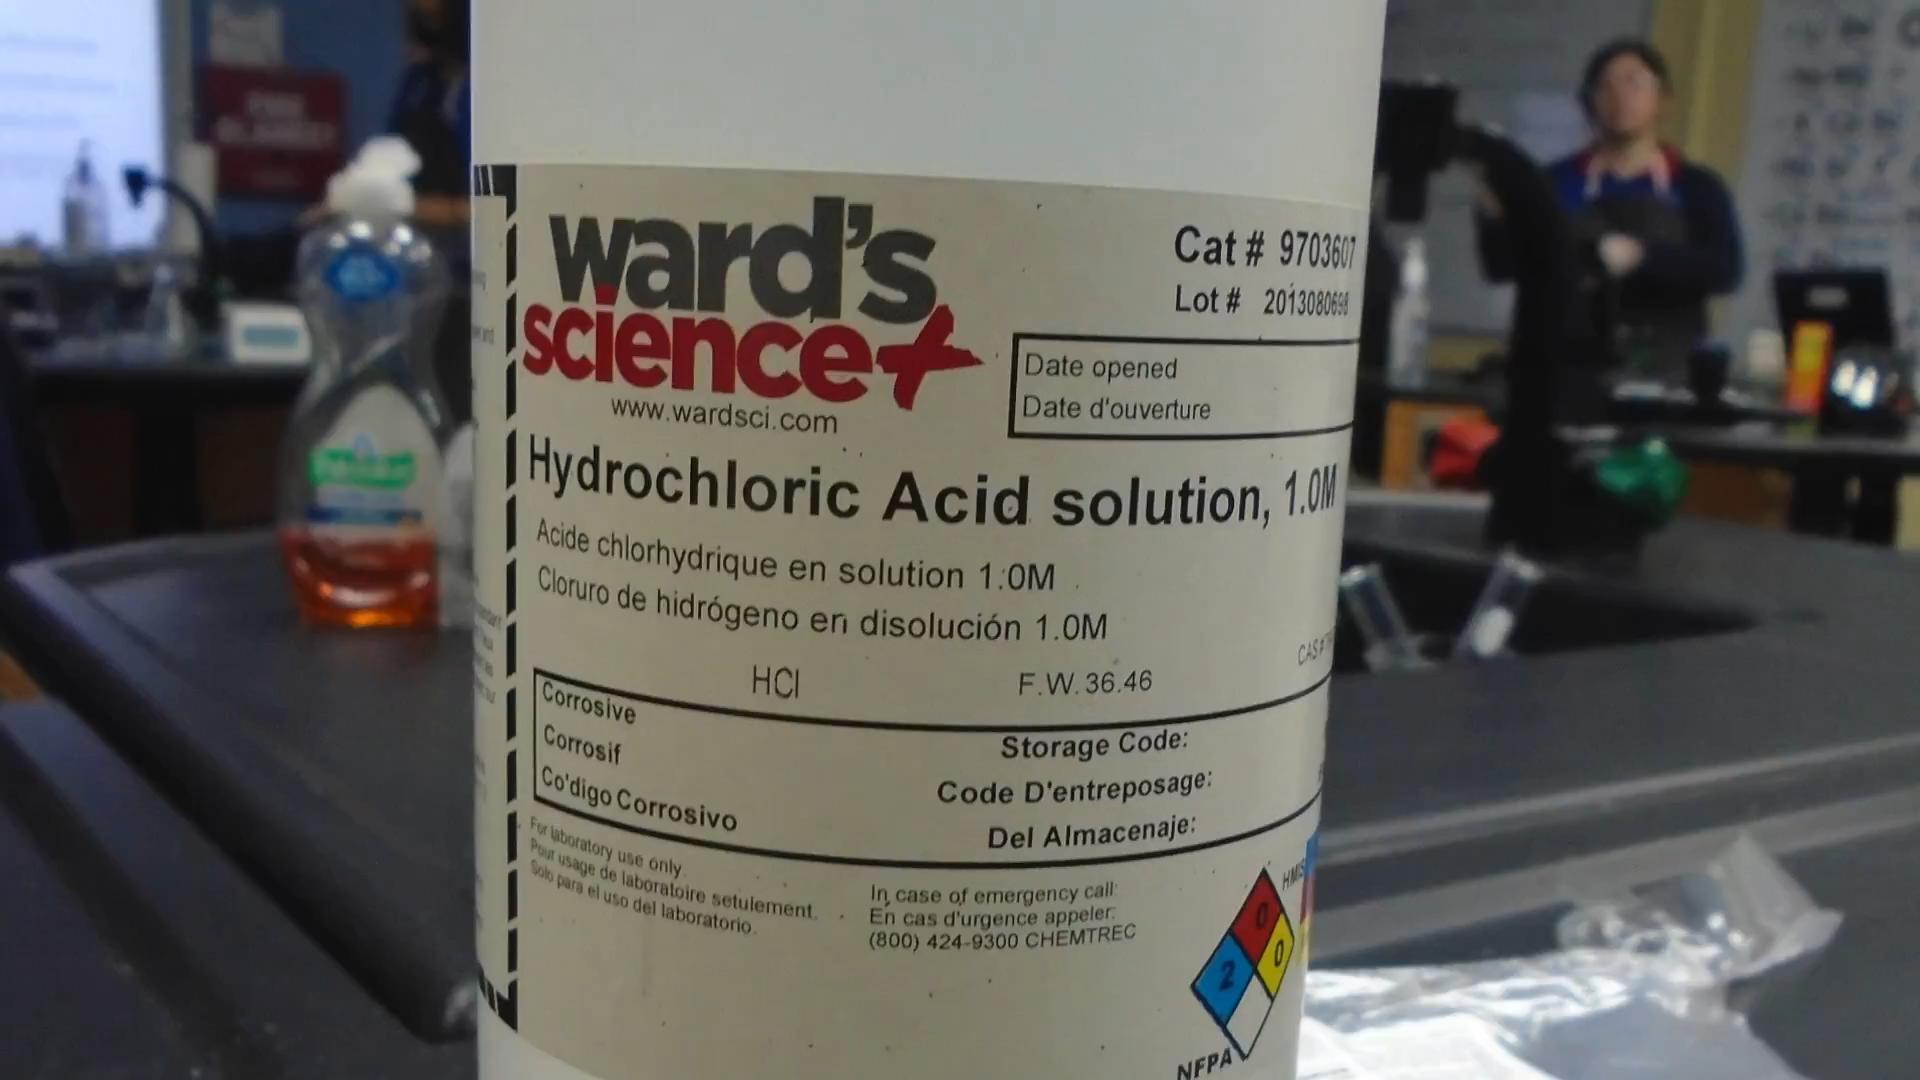 ward's
science+
www.wardsci.com
Cat # 9703607
Lot # 2013080698
Date opened
Date d'ouverture
Hydrochloric Acid solution, 1.0M
Acide chlorhydrique en solution 1.0M
Cloruro de hidrógeno en disolución 1.0M
HCl F.W. 36.46 CAS #
Corrosive
Corrosif
Co'digo Corrosivo
Storage Code:
Code D'entreposage:
Del Almacenaje:
For laboratory use only.
Pour usage de laboratoire setulement.
Solo para el uso del laboratorio.
In case of emergency call:
En cas d'urgence appeler:
(800) 424-9300 CHEMTREC
HMIS
0
2 0
NFPA